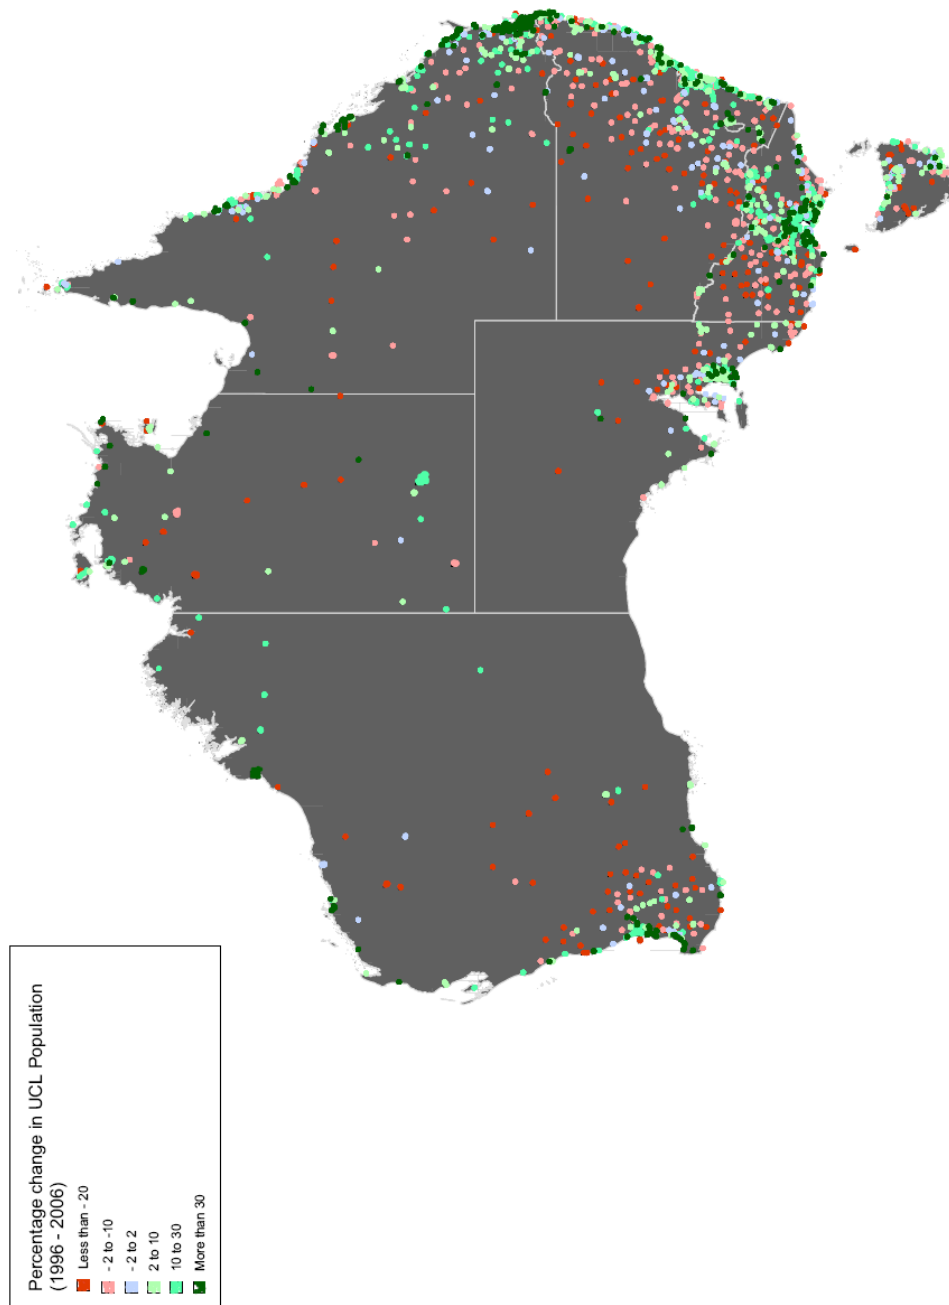 Percentage change in UCL Population
(1996 - 2006)
Less than - 20
- 2 to -10
- 2 to 2
2 to 10
10 to 30
More than 30